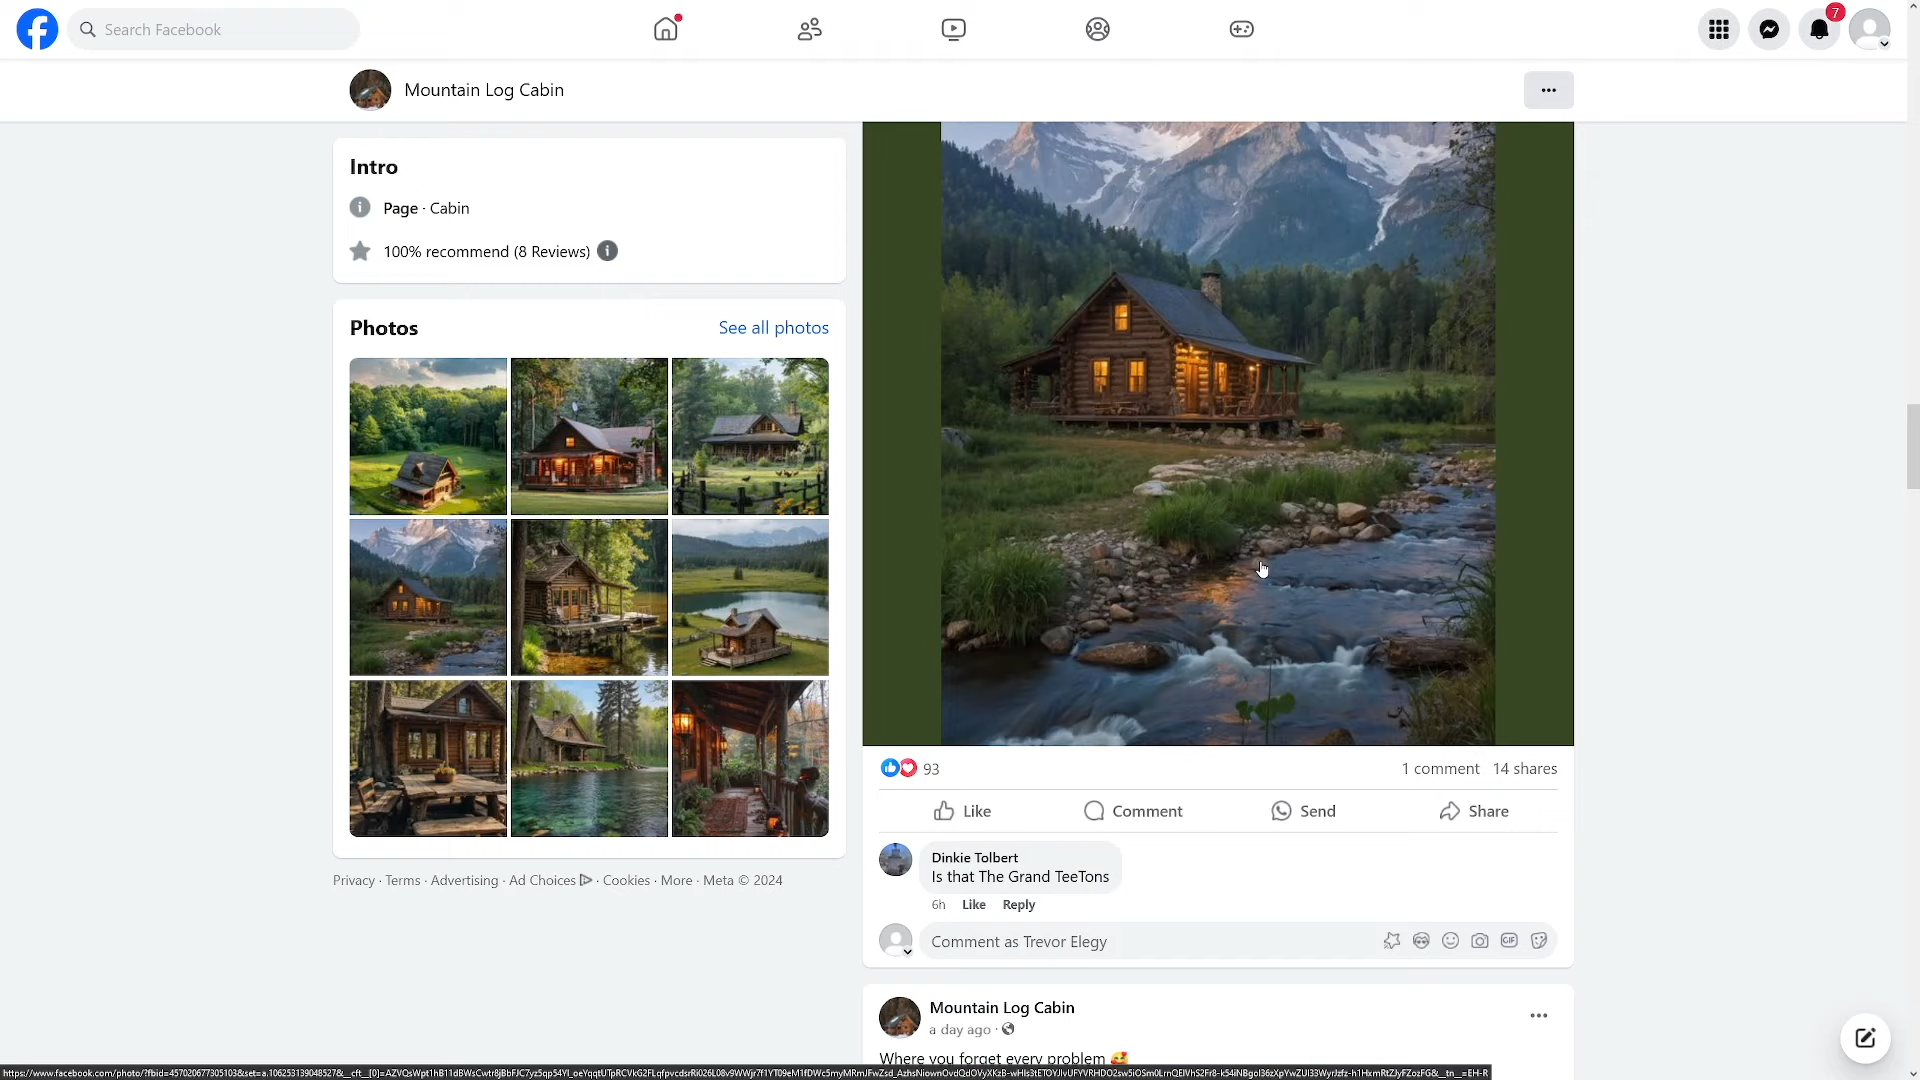 Search Facebook
7
Mountain Log Cabin
Intro
Page · Cabin
100% recommend (8 Reviews)
Photos
See all photos
Privacy · Terms · Advertising · Ad Choices · Cookies · More · Meta © 2024
93
1 comment 14 shares
Like
Comment
Send
Share
Dinkie Tolbert
Is that The Grand TeeTons
6h Like Reply
Comment as Trevor Elegy
GIF
Mountain Log Cabin
a day ago ·
Where you forget every problem 🥰